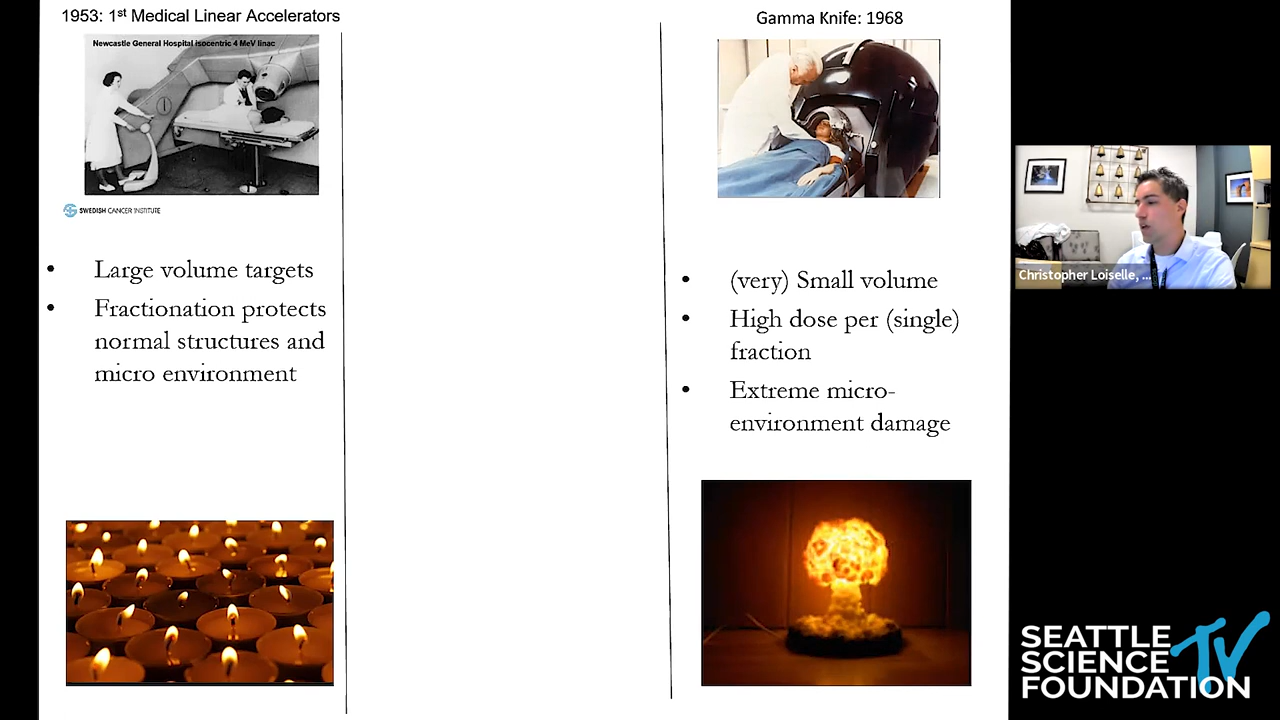 1953: 1st Medical Linear Accelerators
Newcastle General Hospital isocentric 4 MeV linac
SWEDISH CANCER INSTITUTE
• Large volume targets
• Fractionation protects
normal structures and
micro environment
Gamma Knife: 1968
• (very) Small volume
• High dose per (single)
fraction
• Extreme micro-
environment damage
Christopher Loiselle, ...
SEATTLE
SCIENCE
FOUNDATION
TV